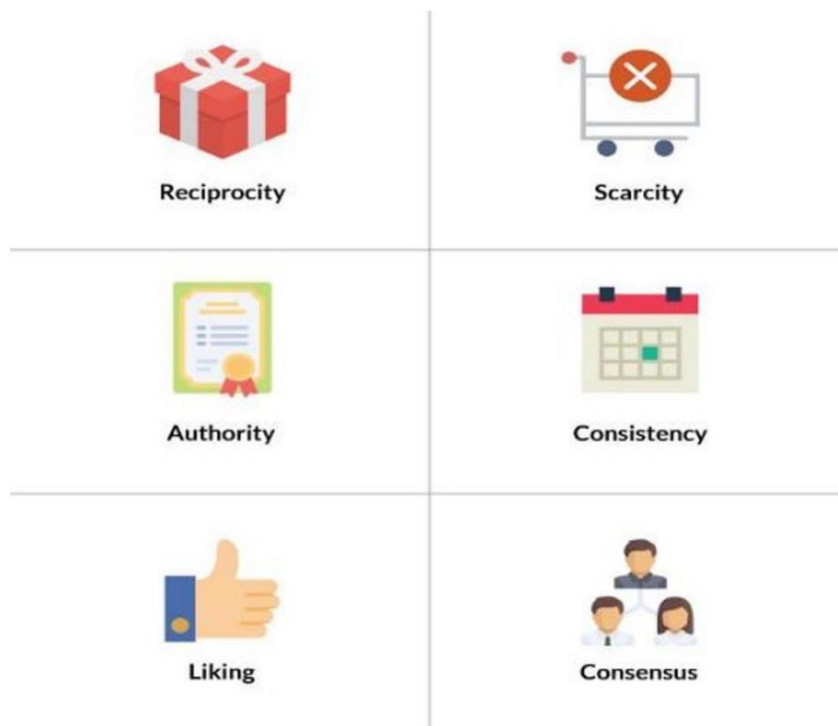 Reciprocity
Scarcity
Authority
Consistency
Liking
Consensus